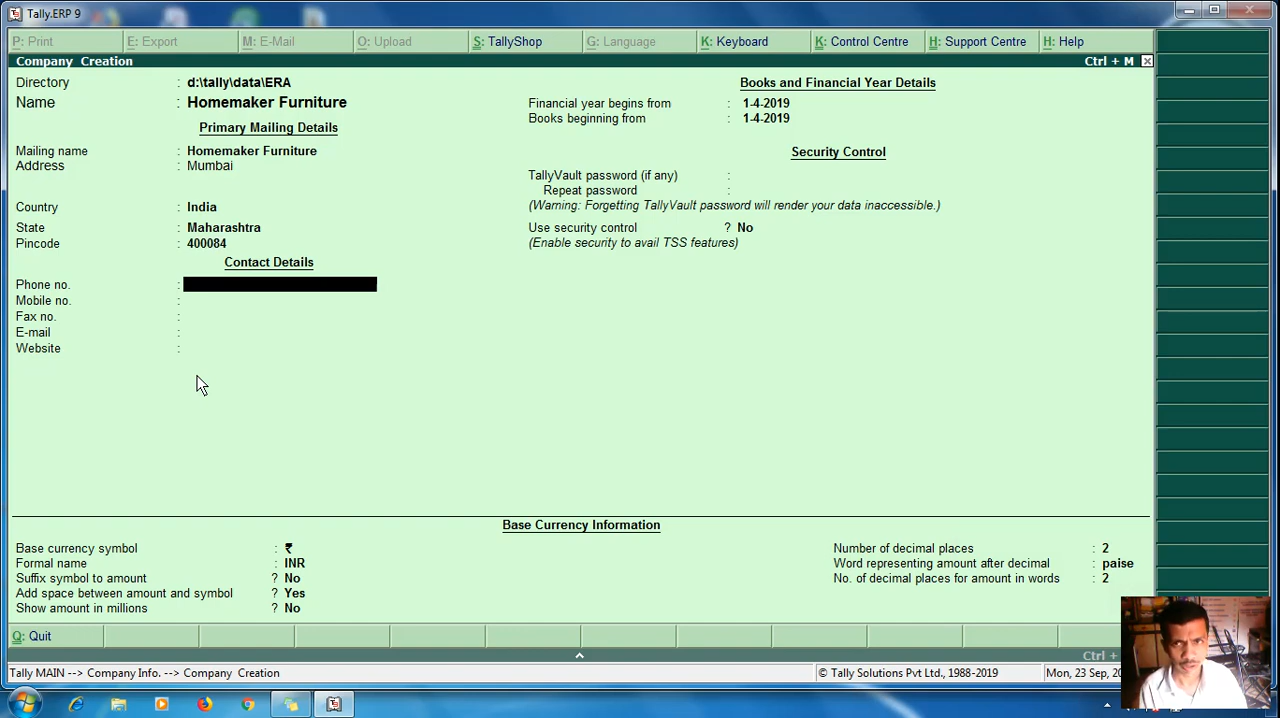 Tally.ERP 9
P: Print
E: Export
M: E-Mail
O: Upload
S: TallyShop
G: Language
K: Keyboard
K: Control Centre
H: Support Centre
H: Help
Company Creation
Ctrl + M
Directory : d:\tally\data\ERA
Name : Homemaker Furniture
Primary Mailing Details
Mailing name : Homemaker Furniture
Address : Mumbai
Country : India
State : Maharashtra
Pincode : 400084
Contact Details
Phone no. :
Mobile no. :
Fax no. :
E-mail :
Website :
Books and Financial Year Details
Financial year begins from : 1-4-2019
Books beginning from : 1-4-2019
Security Control
TallyVault password (if any) :
Repeat password :
(Warning: Forgetting TallyVault password will render your data inaccessible.)
Use security control ? No
(Enable security to avail TSS features)
Base Currency Information
Base currency symbol : ₹
Formal name : INR
Suffix symbol to amount ? No
Add space between amount and symbol ? Yes
Show amount in millions ? No
Number of decimal places : 2
Word representing amount after decimal : paise
No. of decimal places for amount in words : 2
Q: Quit
Ctrl +
Tally MAIN --> Company Info. --> Company Creation
© Tally Solutions Pvt Ltd., 1988-2019
Mon, 23 Sep, 20